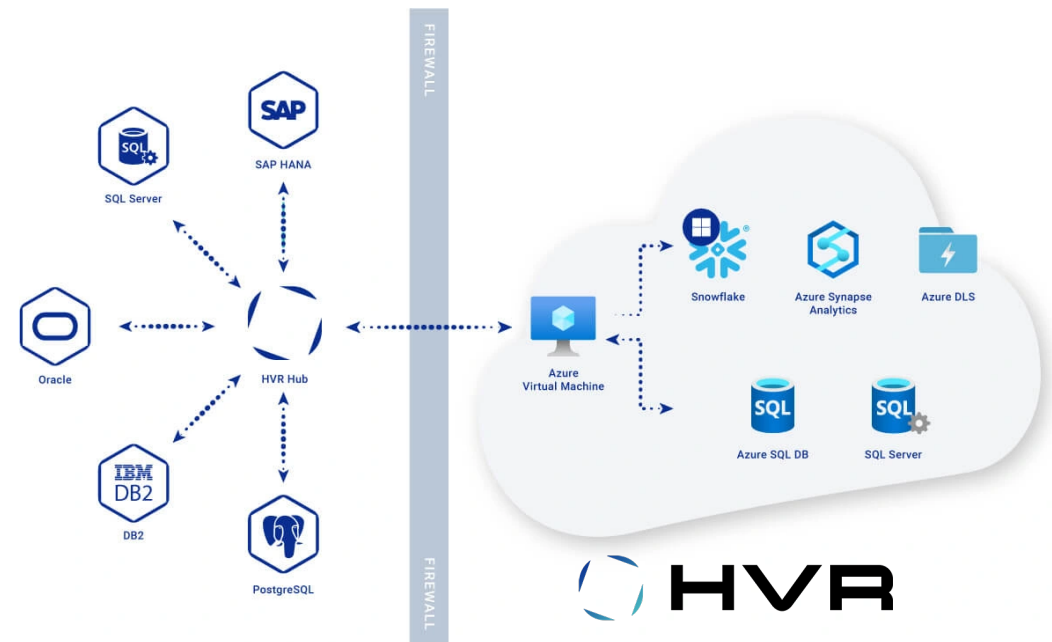 FIREWALL
SAP
SAP HANA
SQL
SQL Server
Oracle
HVR Hub
IBM
DB2
DB2
PostgreSQL
®
Snowflake
Azure Synapse
Analytics
Azure DLS
Azure
Virtual Machine
SQL
Azure SQL DB
SQL
SQL Server
FIREWALL
HVR